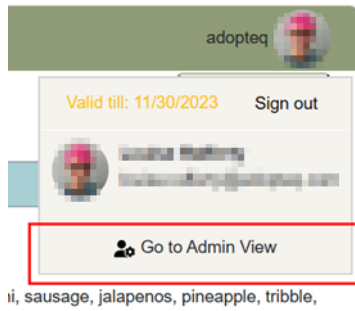 adopteq
Valid till: 11/30/2023 Sign out
Go to Admin View
sausage, jalapenos, pineapple, tribble,